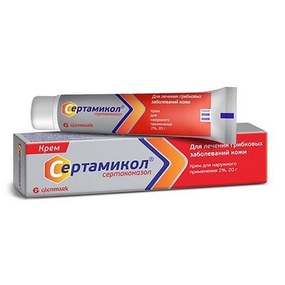 Сертамикол®
сертаконазол
Для лечения грибковых
заболеваний кожи
Крем
для наружного
применения 2%, 20 г
Крем
Сертамикол®
сертаконазол
glenmark
Для лечения грибковых
заболеваний кожи
Крем для наружного
применения 2%, 20 г